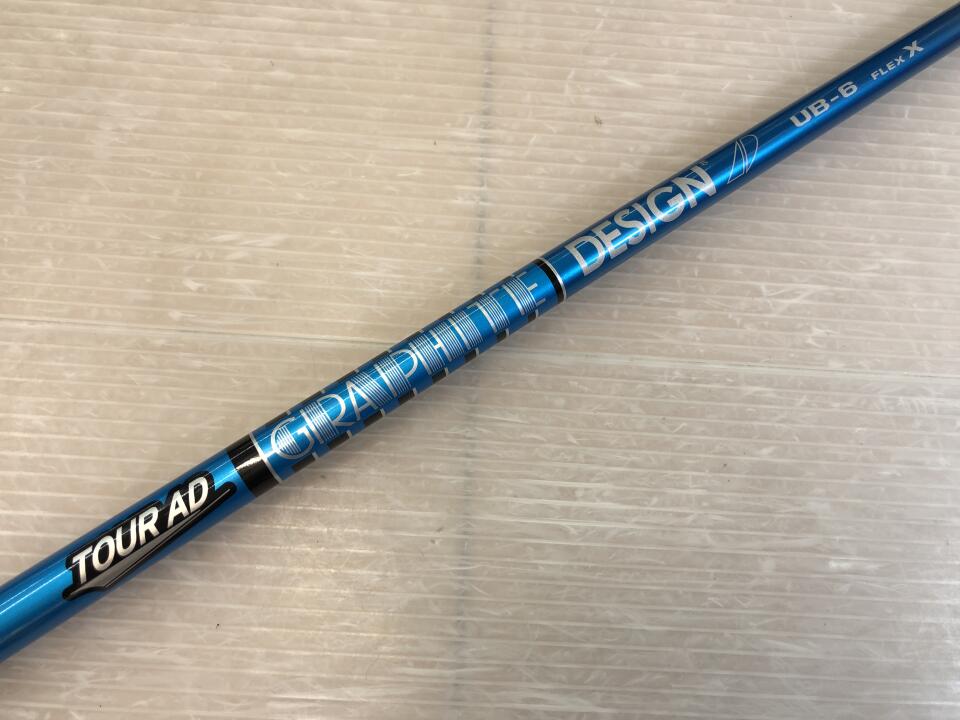 TOUR AD
GRAPHITE
DESIGN®
UB-6 FLEX X